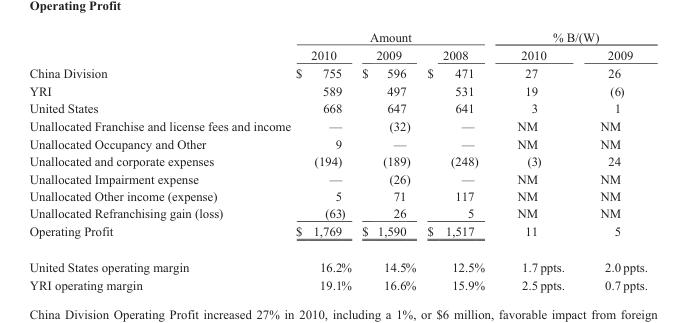 Operating Profit
Amount % B/(W)
2010 2009 2008 2010 2009
China Division $ 755 $ 596 $ 471 27 26
YRI 589 497 531 19 (6)
United States 668 647 641 3 1
Unallocated Franchise and license fees and income — (32) — NM NM
Unallocated Occupancy and Other 9 — — NM NM
Unallocated and corporate expenses (194) (189) (248) (3) 24
Unallocated Impairment expense — (26) — NM NM
Unallocated Other income (expense) 5 71 117 NM NM
Unallocated Refranchising gain (loss) (63) 26 5 NM NM
Operating Profit $ 1,769 $ 1,590 $ 1,517 11 5
United States operating margin 16.2% 14.5% 12.5% 1.7 ppts. 2.0 ppts.
YRI operating margin 19.1% 16.6% 15.9% 2.5 ppts. 0.7 ppts.
China Division Operating Profit increased 27% in 2010, including a 1%, or $6 million, favorable impact from foreign